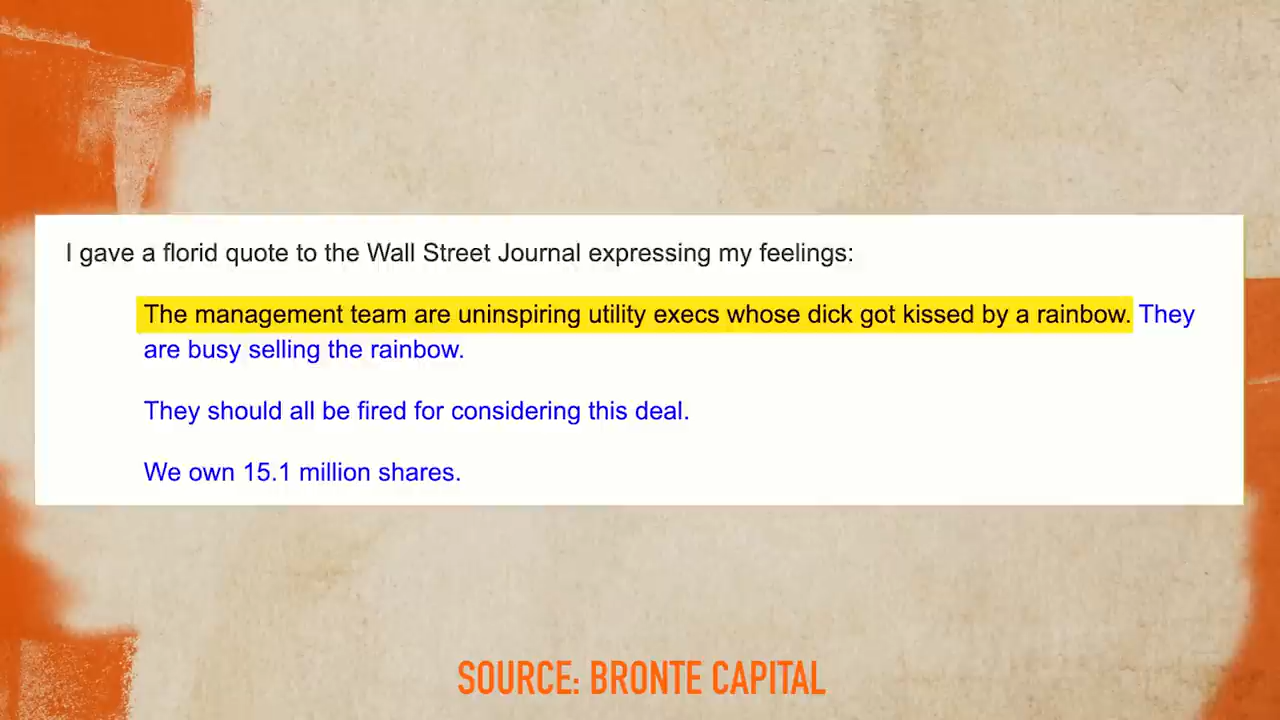 I gave a florid quote to the Wall Street Journal expressing my feelings:
The management team are uninspiring utility execs whose dick got kissed by a rainbow. They
are busy selling the rainbow.
They should all be fired for considering this deal.
We own 15.1 million shares.
SOURCE: BRONTE CAPITAL